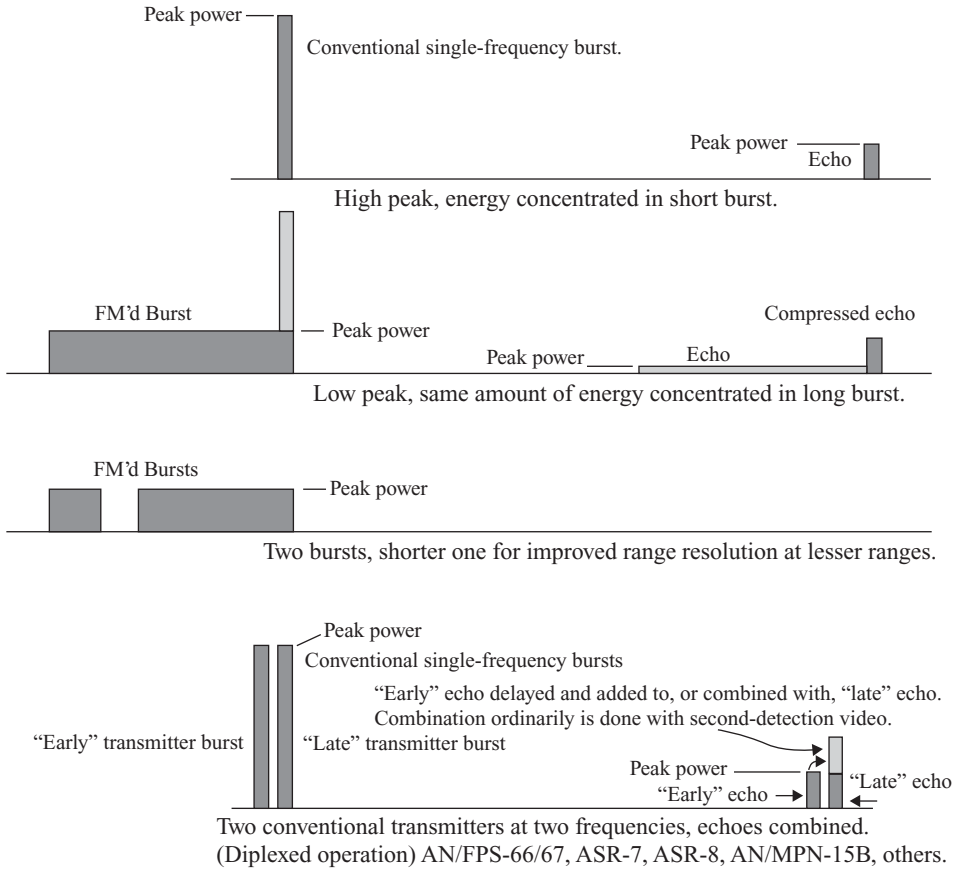 Peak power
Conventional single-frequency burst.
Peak power
Echo
High peak, energy concentrated in short burst.
FM'd Burst
Peak power
Compressed echo
Peak power
Echo
Low peak, same amount of energy concentrated in long burst.
FM'd Bursts
Peak power
Two bursts, shorter one for improved range resolution at lesser ranges.
Peak power
Conventional single-frequency bursts
“Early” echo delayed and added to, or combined with, “late” echo.
Combination ordinarily is done with second-detection video.
“Early” transmitter burst
“Late” transmitter burst
Peak power
“Early” echo
“Late” echo
Two conventional transmitters at two frequencies, echoes combined.
(Diplexed operation) AN/FPS-66/67, ASR-7, ASR-8, AN/MPN-15B, others.